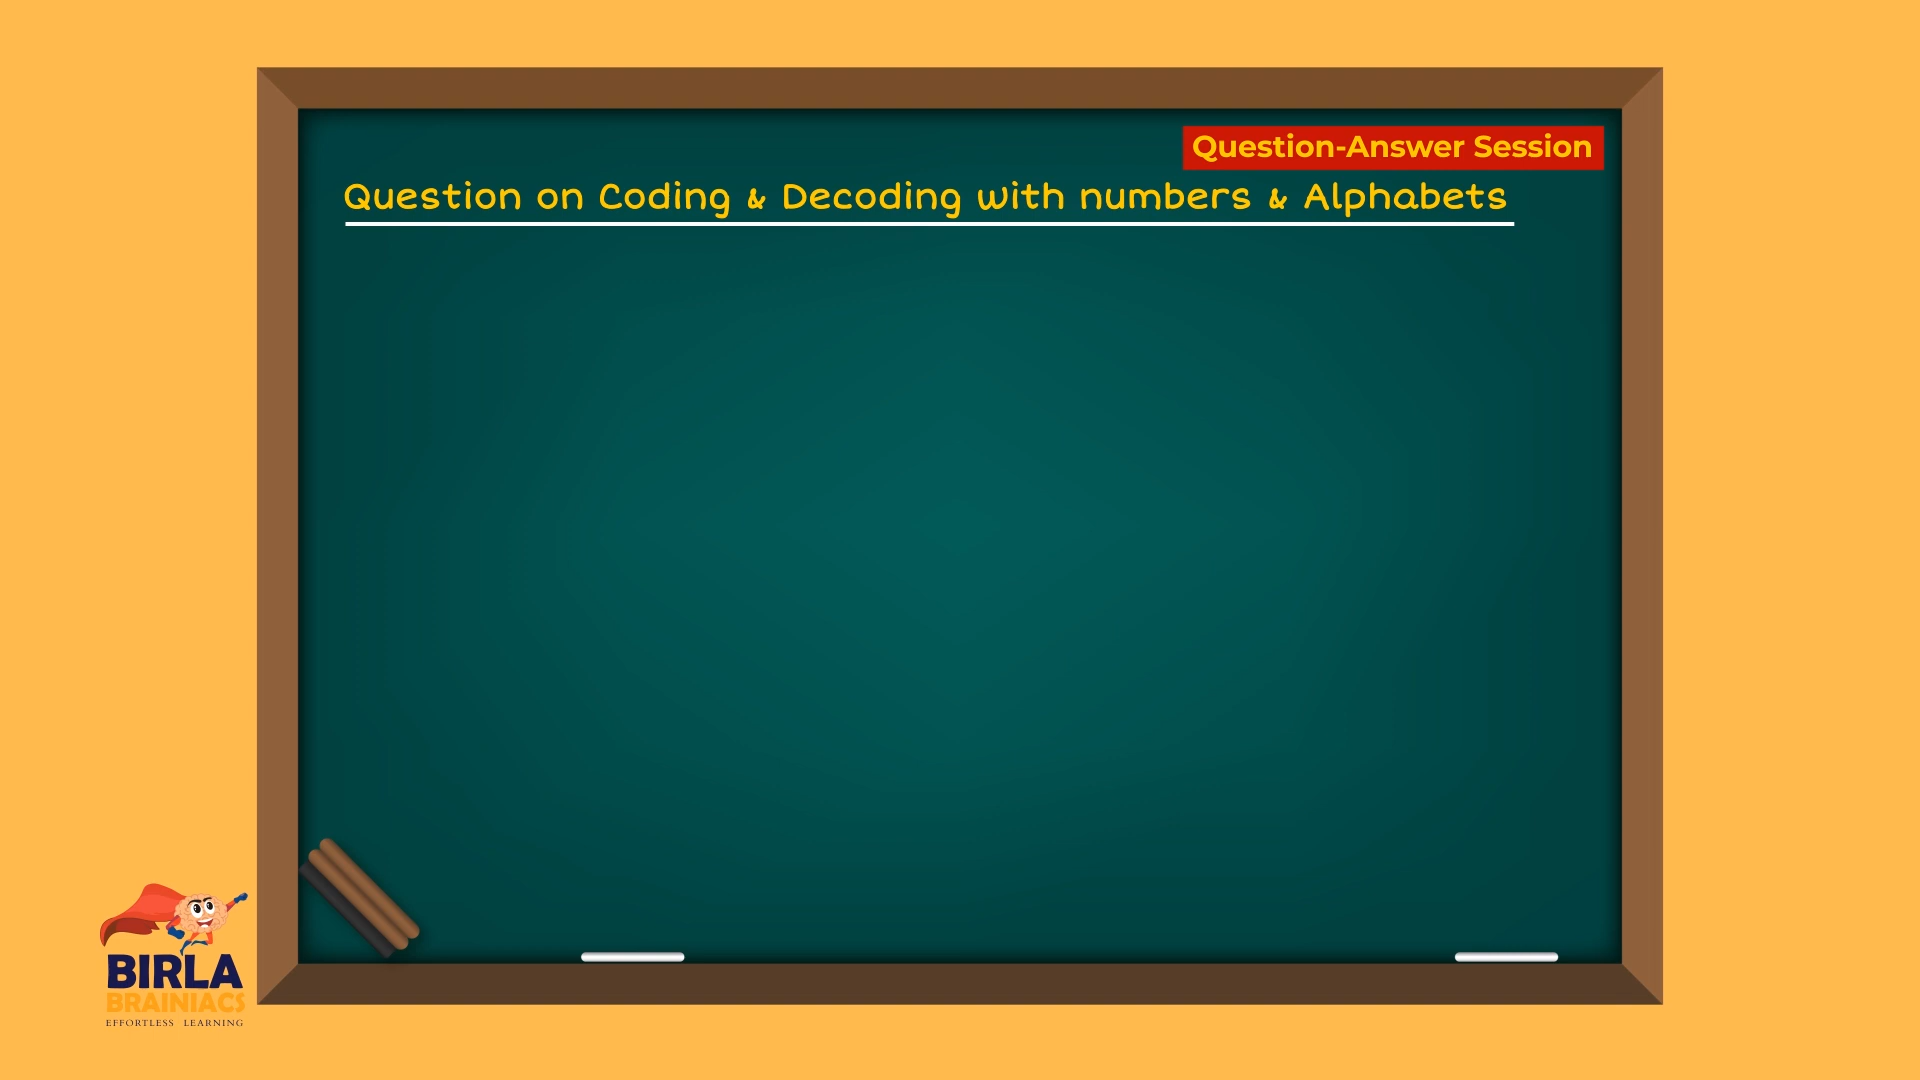 Question-Answer Session
Question on Coding & Decoding with numbers & Alphabets
BIRLA
BRAINIACS
EFFORTLESS LEARNING